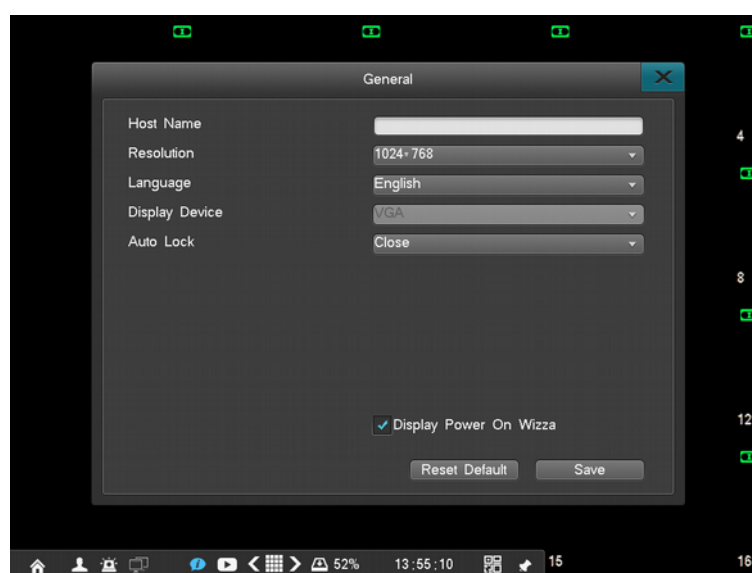 General
Host Name
Resolution 1024*768
4
Language English
Display Device VGA
Auto Lock Close
8
Display Power On Wizza
12
Reset Default Save
52% 13:55:10 15 16